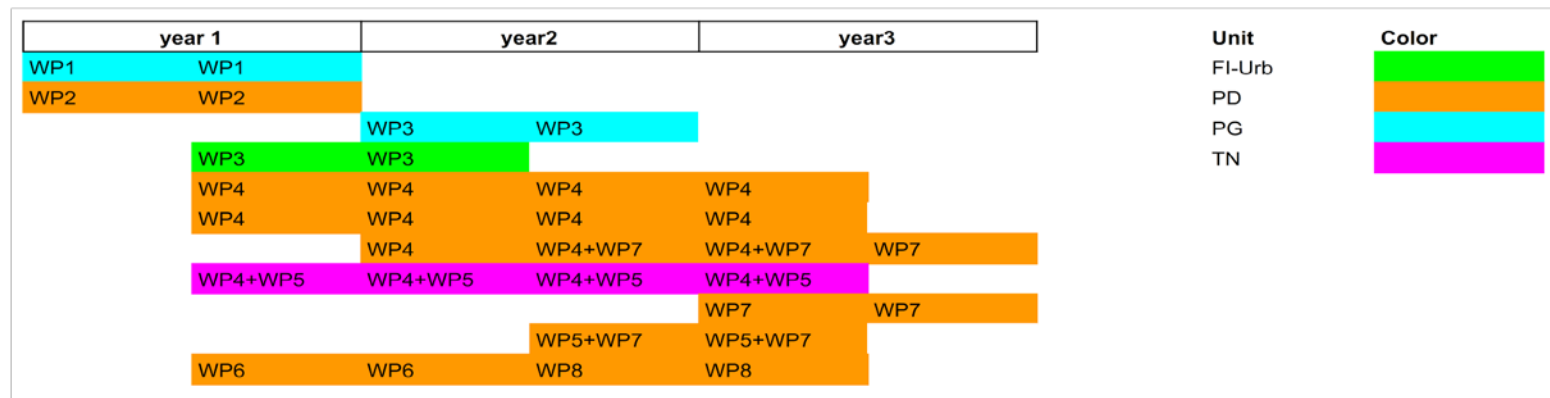 year 1 year2 year3 Unit Color
WP1 WP1 FI-Urb
WP2 WP2 PD
WP3 WP3 PG
WP3 WP3 TN
WP4 WP4 WP4 WP4
WP4 WP4 WP4 WP4
WP4 WP4+WP7 WP4+WP7 WP7
WP4+WP5 WP4+WP5 WP4+WP5 WP4+WP5
WP7 WP7
WP5+WP7 WP5+WP7
WP6 WP6 WP8 WP8